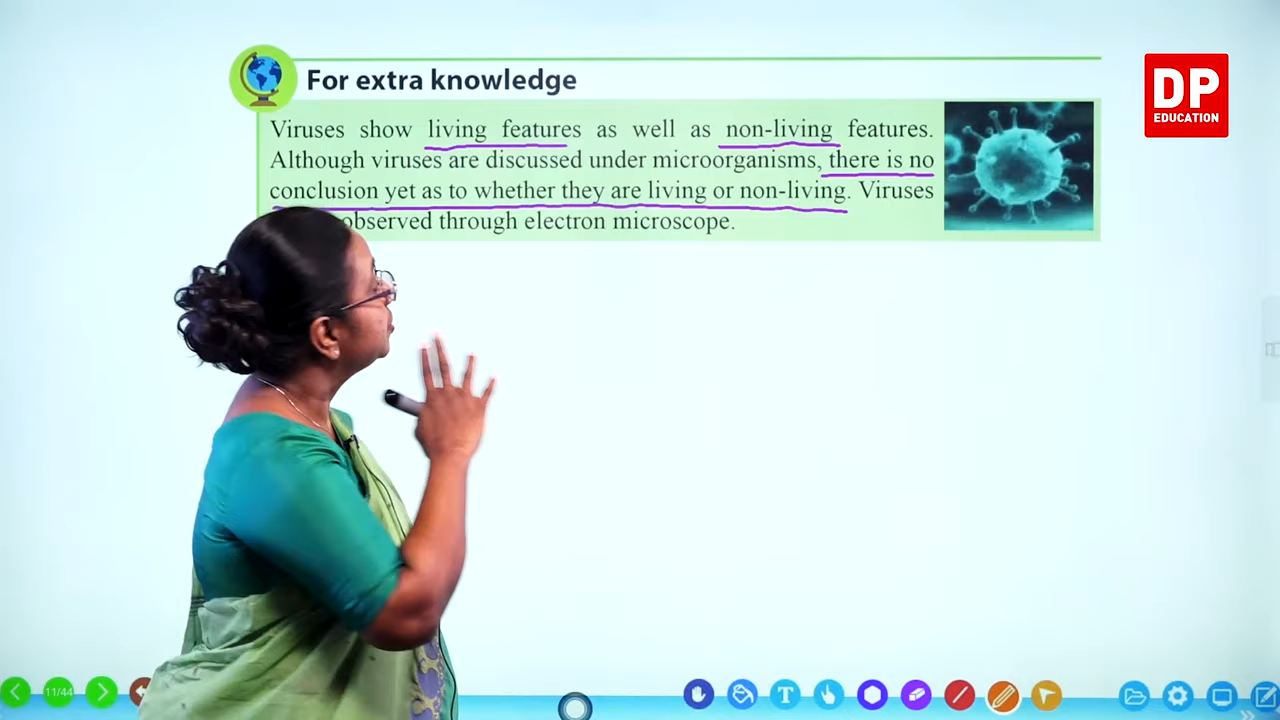 For extra knowledge
DP
EDUCATION
Viruses show living features as well as non-living features.
Although viruses are discussed under microorganisms, there is no
conclusion yet as to whether they are living or non-living. Viruses
observed through electron microscope.
11/44
T